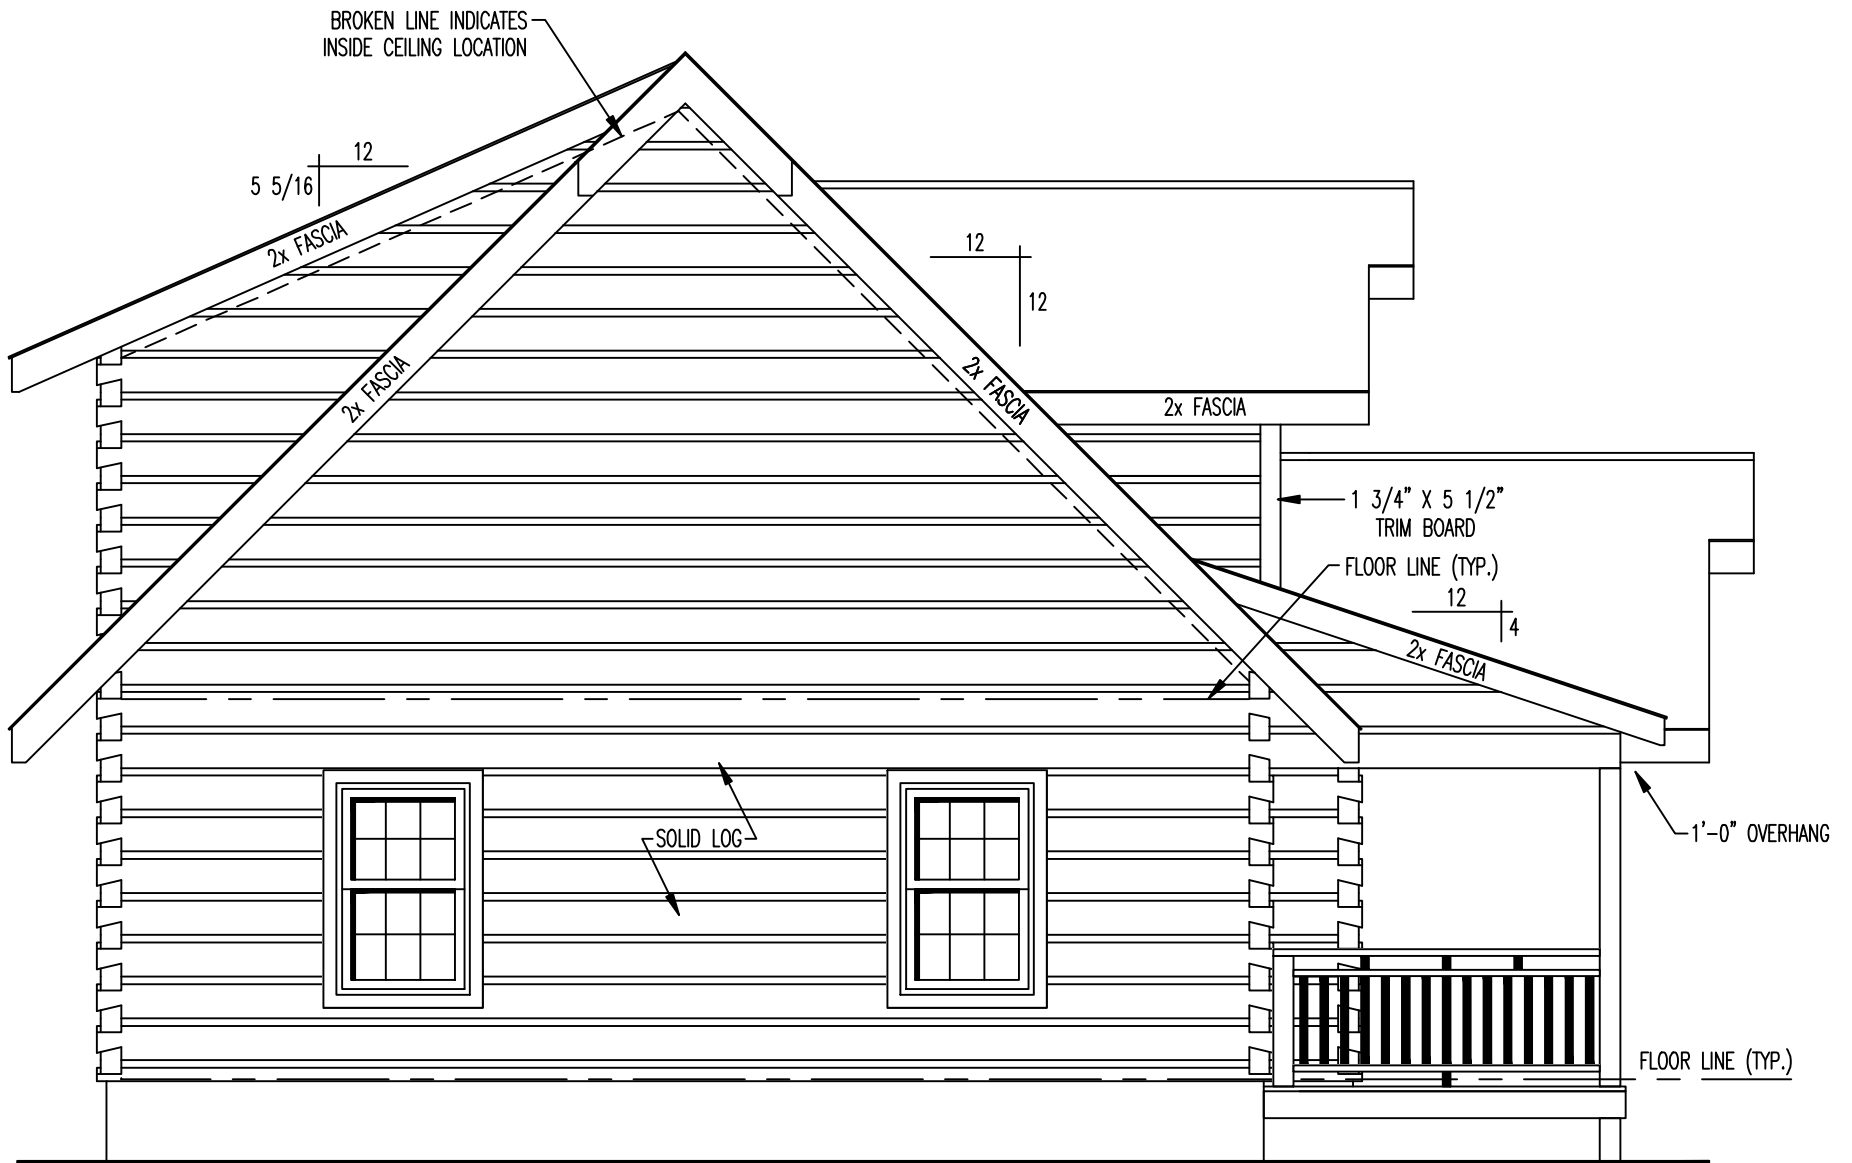 BROKEN LINE INDICATES
INSIDE CEILING LOCATION
12
5 5/16
2x FASCIA
12
12
2x FASCIA
2x FASCIA
2x FASCIA
1 3/4" X 5 1/2"
TRIM BOARD
FLOOR LINE (TYP.)
12
4
2x FASCIA
SOLID LOG
1'-0" OVERHANG
FLOOR LINE (TYP.)